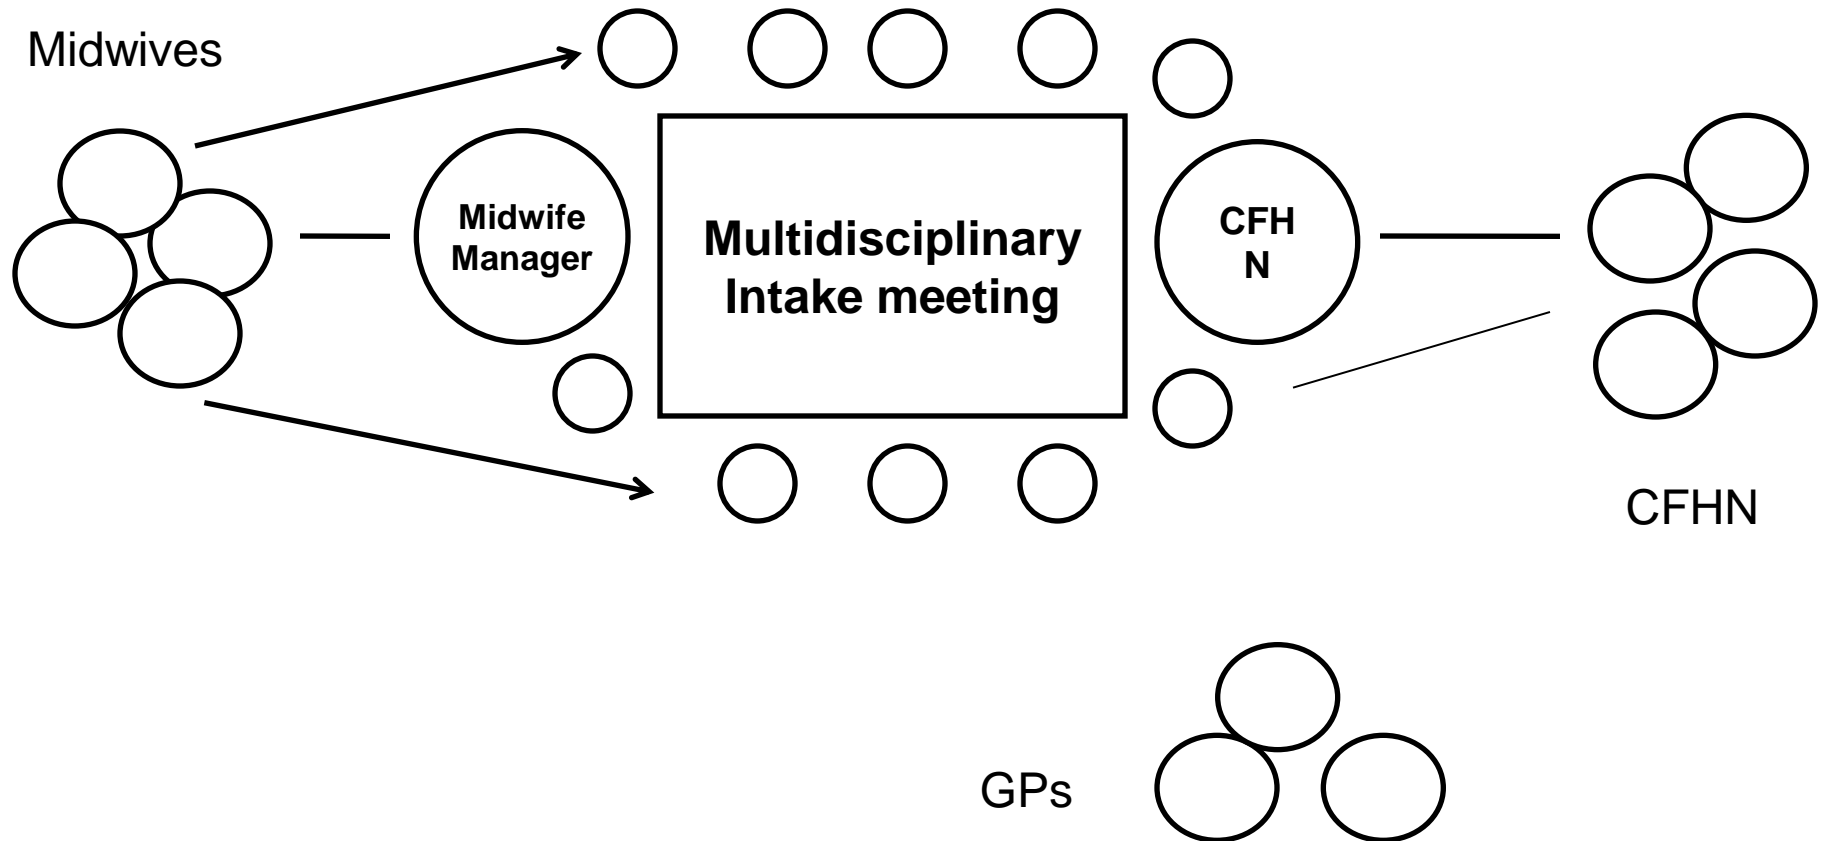 Midwives
Midwife
Manager
Multidisciplinary
Intake meeting
CFH
N
CFHN
GPs